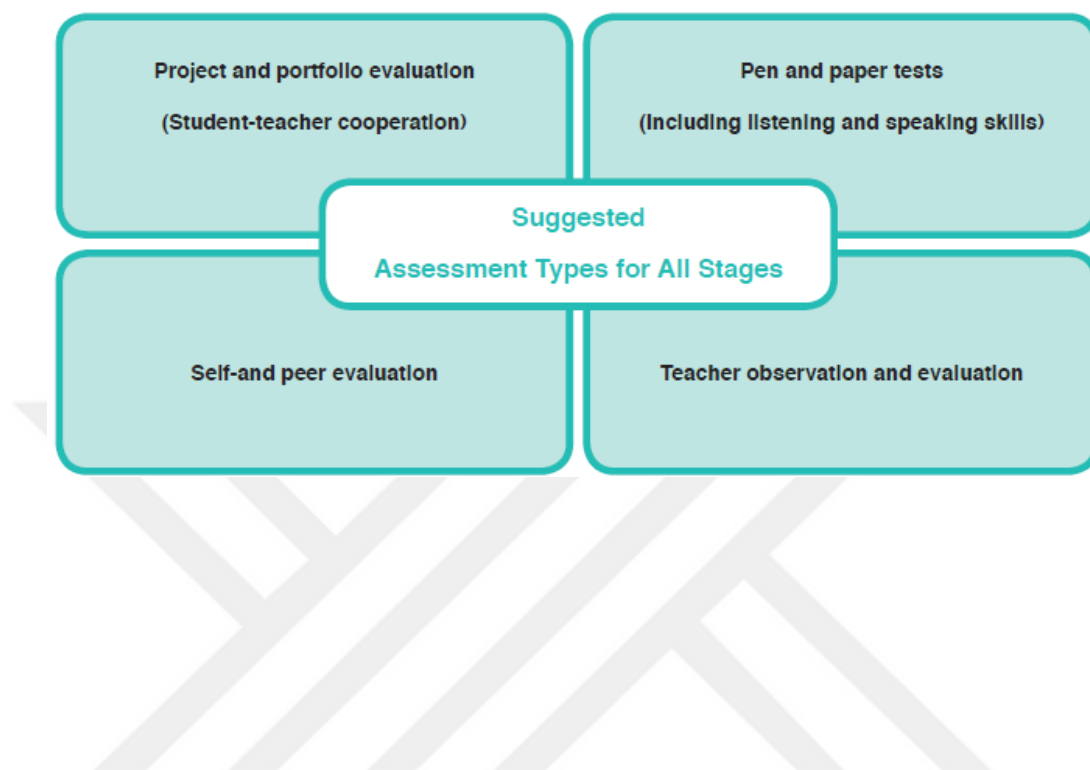 Project and portfolio evaluation
(Student-teacher cooperation)
Pen and paper tests
(Including listening and speaking skills)
Suggested
Assessment Types for All Stages
Self-and peer evaluation
Teacher observation and evaluation